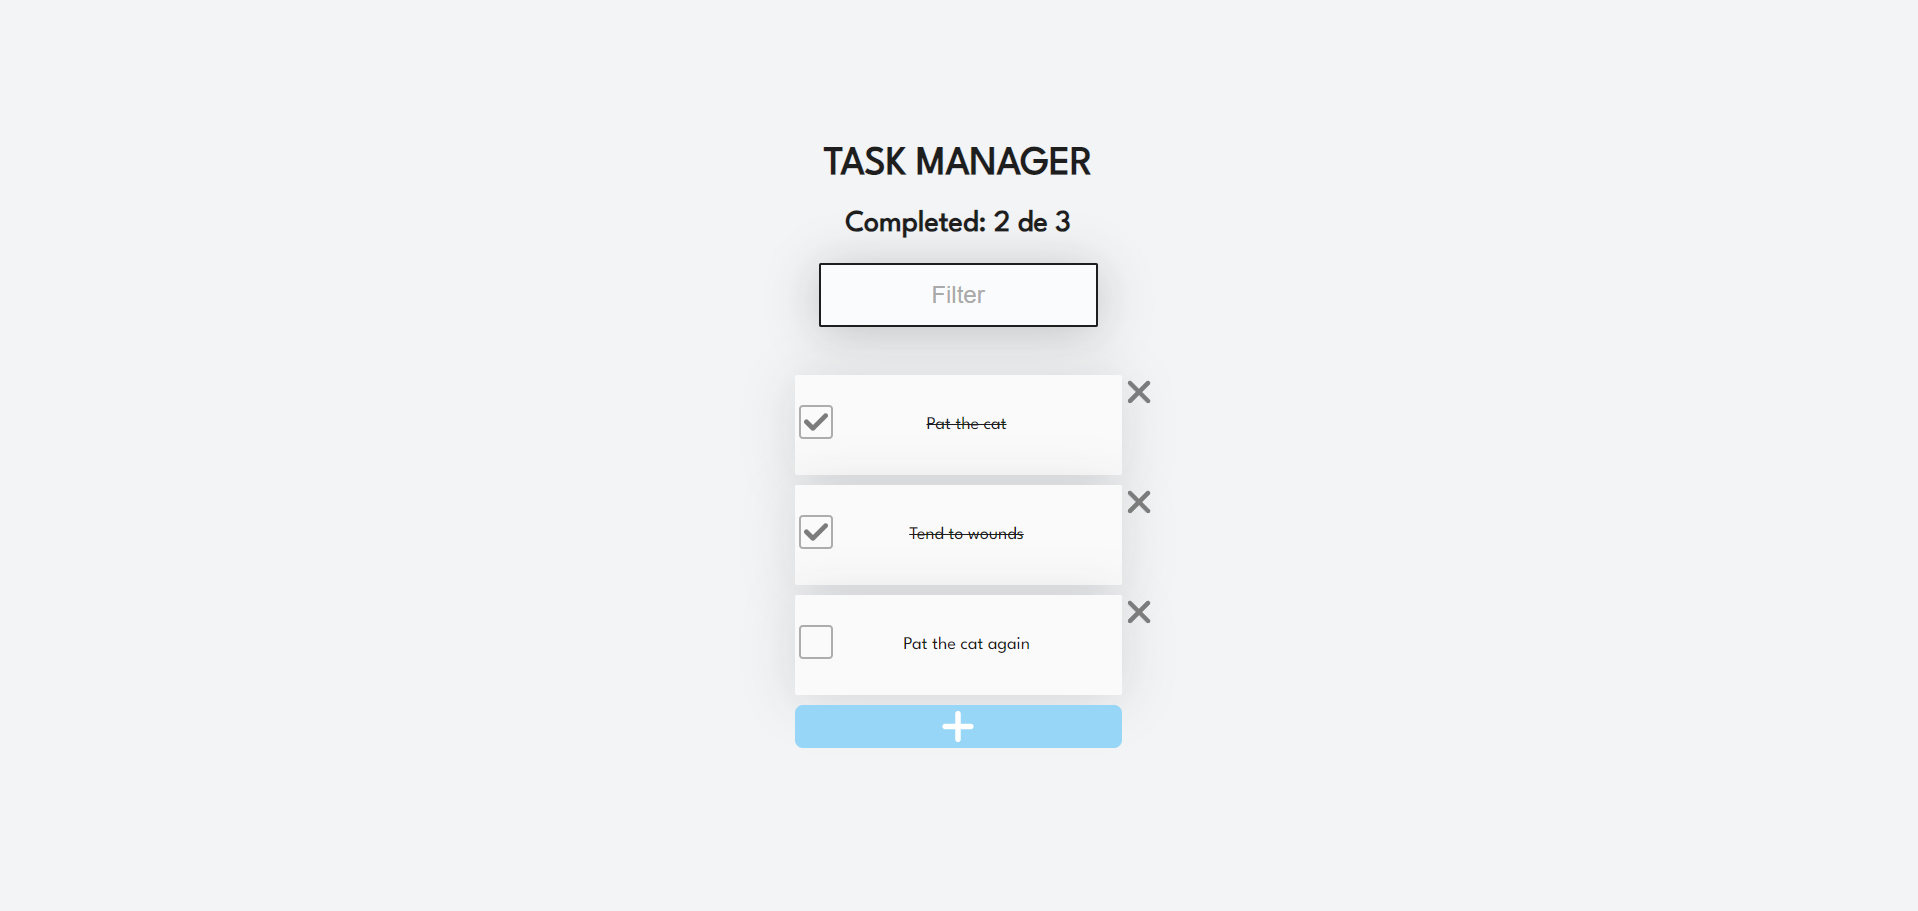 TASK MANAGER
Completed: 2 de 3
Filter
Pat the cat
Tend to wounds
Pat the cat again